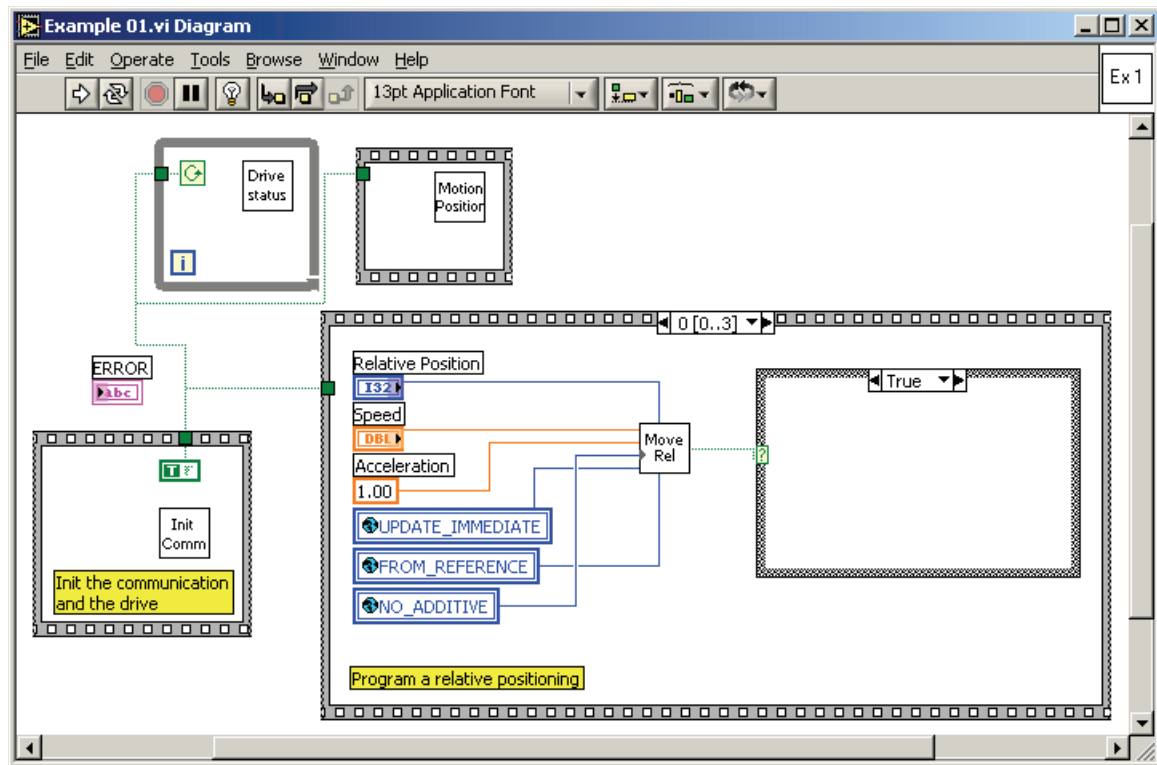 Example 01.vi Diagram
File Edit Operate Tools Browse Window Help
13pt Application Font
Ex 1
Drive
status
i
Motion
Position
0 [0..3]
ERROR
abc
T
Init
Comm
Init the communication
and the drive
Relative Position
I32
Speed
DBL
Acceleration
1.00
UPDATE_IMMEDIATE
FROM_REFERENCE
NO_ADDITIVE
Move
Rel
?
True
Program a relative positioning